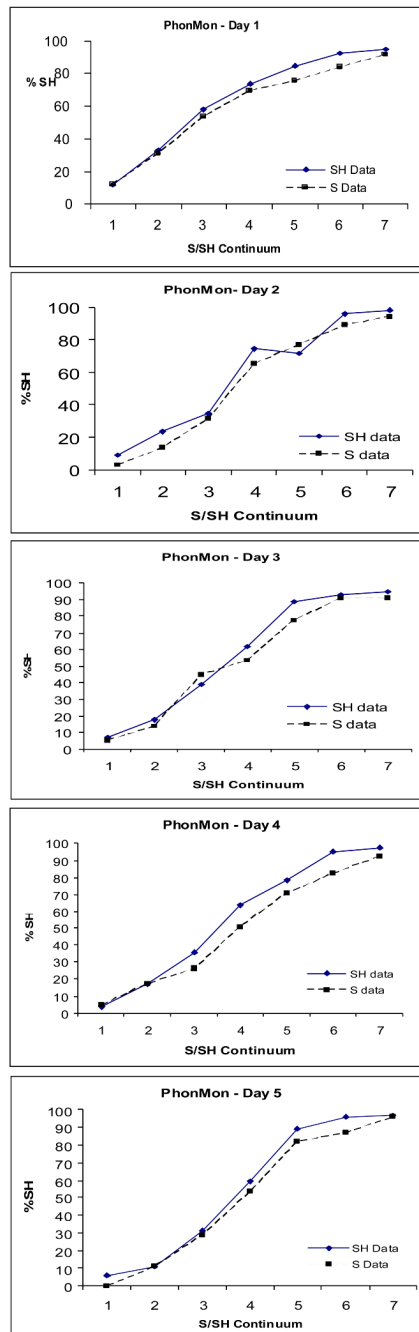 PhonMon - Day 1
100
% SH
80
60
40
20
0
SH Data
S Data
1 2 3 4 5 6 7
S/SH Continuum
PhonMon- Day 2
100
80
60
40
20
0
%SH
SH data
S data
1 2 3 4 5 6 7
S/SH Continuum
PhonMon - Day 3
100
90
80
70
60
50
40
30
20
10
0
%SH
SH data
S data
1 2 3 4 5 6 7
S/SH Continuum
PhonMon - Day 4
100
90
80
70
60
50
40
30
20
10
0
% SH
SH data
S data
1 2 3 4 5 6 7
S/SH Continuum
PhonMon - Day 5
100
90
80
70
60
50
40
30
20
10
0
%SH
SH Data
S Data
1 2 3 4 5 6 7
S/SH Continuum